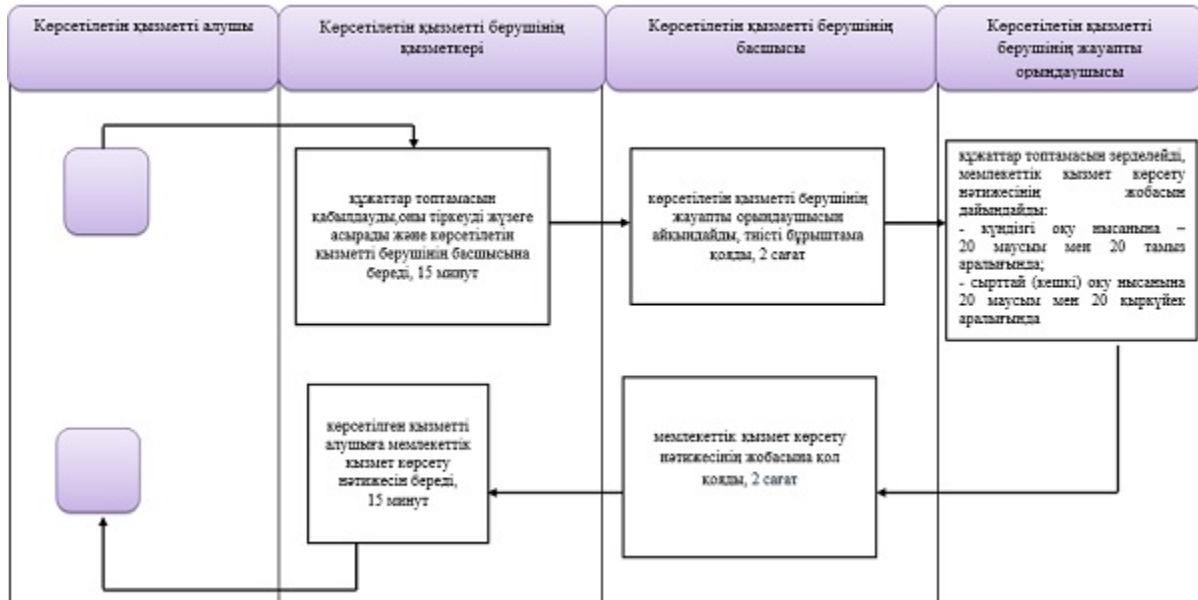 Көрсетілетін қызметті алушы
Көрсетілетін қызметті берушінің
қызметкері
Көрсетілетін қызметті берушінің
басшысы
Көрсетілетін қызметті
берушінің жауапты
орындаушысы
құжаттар топтамасын
қабылдауды,оны тіркеуді жүзеге
асырады және көрсетілетін
қызметті берушінің басшысына
береді, 15 минут
көрсетілетін қызметті берушінің
жауапты орындаушысын
айқындайды, тиісті бұрыштама
қояды, 2 сағат
құжаттар топтамасын зерделейді,
мемлекеттік қызмет көрсету
нәтижесінің жобасын
дайындайды:
- күндізгі оқу нысанына –
20 маусым мен 20 тамыз
аралығында;
- сырттай (кешкі) оқу нысанына
20 маусым мен 20 қыркүйек
аралығында
көрсетілген қызметті
алушыға мемлекеттік
қызмет көрсету
нәтижесін береді,
15 минут
мемлекеттік қызмет көрсету
нәтижесінің жобасына қол
қояды, 2 сағат